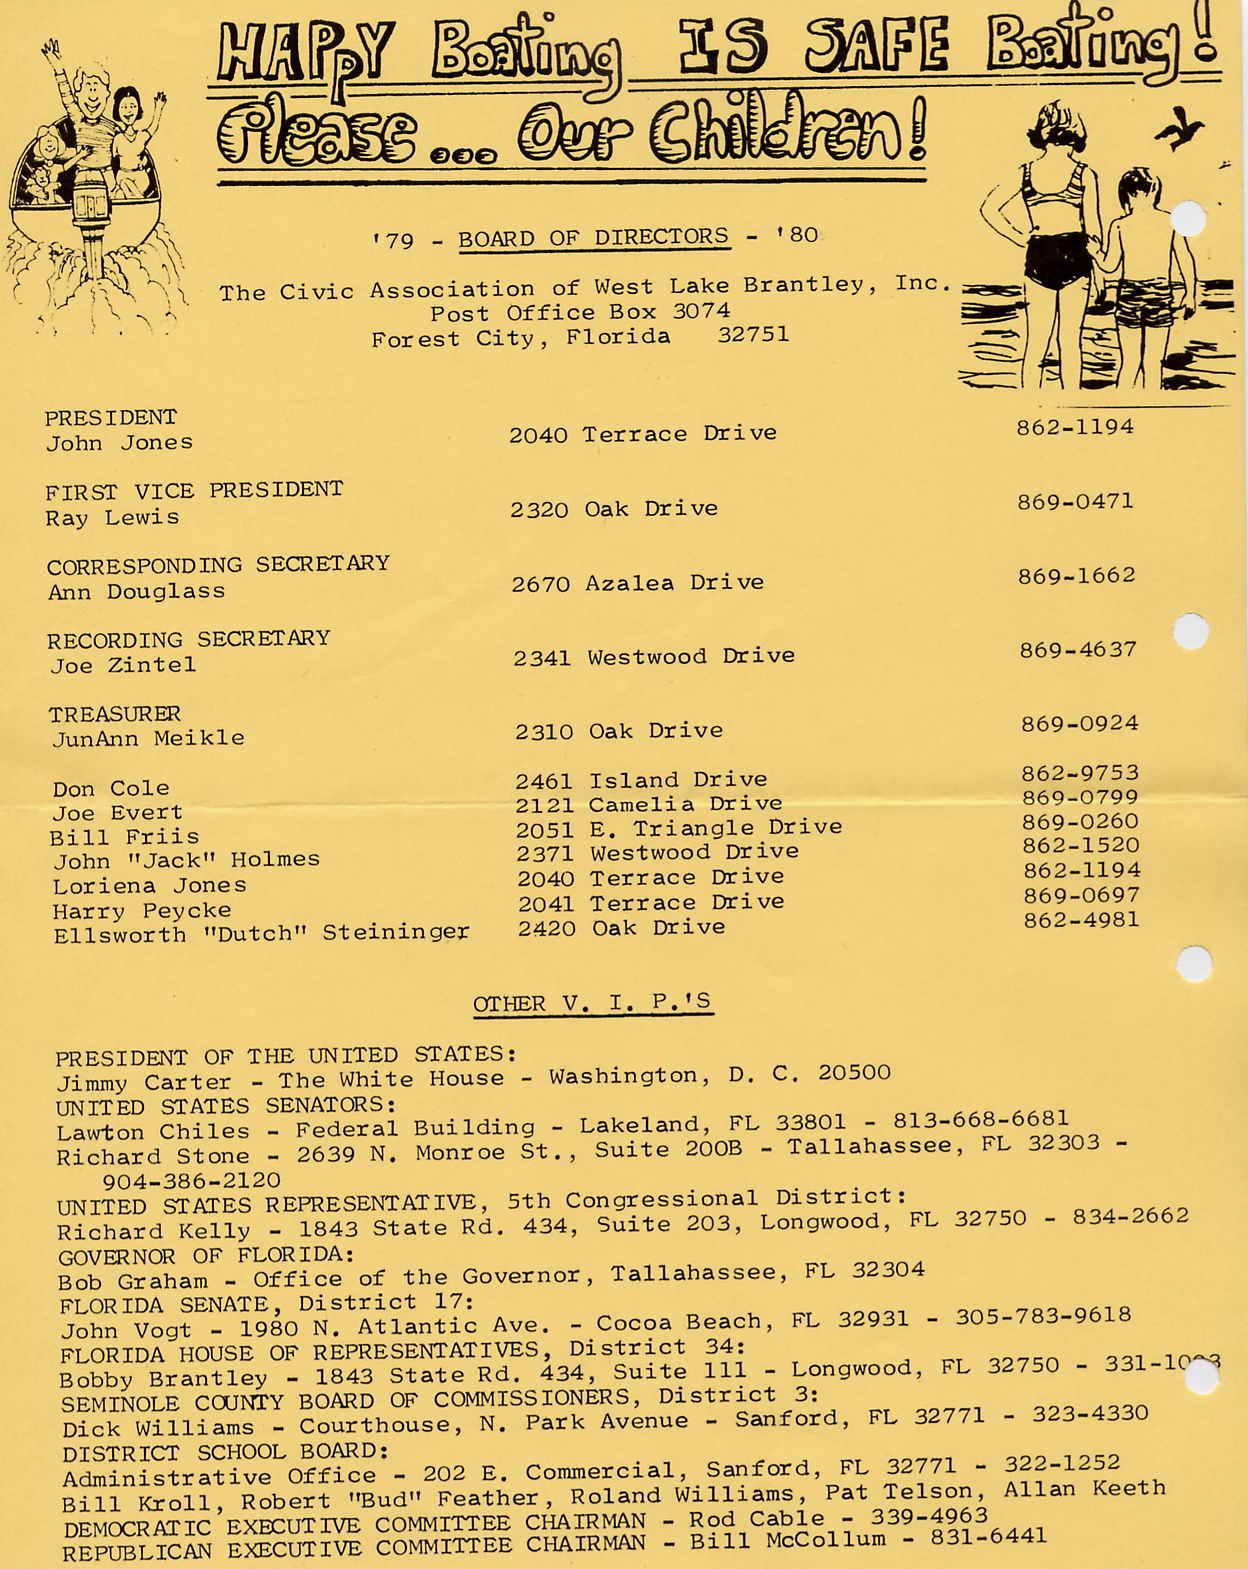 HAPPY Boating IS SAFE Boating!
Please... Our Children!
'79 - BOARD OF DIRECTORS - '80
The Civic Association of West Lake Brantley, Inc.
Post Office Box 3074
Forest City, Florida 32751
PRESIDENT
John Jones 2040 Terrace Drive 862-1194
FIRST VICE PRESIDENT
Ray Lewis 2320 Oak Drive 869-0471
CORRESPONDING SECRETARY
Ann Douglass 2670 Azalea Drive 869-1662
RECORDING SECRETARY
Joe Zintel 2341 Westwood Drive 869-4637
TREASURER
JunAnn Meikle 2310 Oak Drive 869-0924
Don Cole 2461 Island Drive 862-9753
Joe Evert 2121 Camelia Drive 869-0799
Bill Friis 2051 E. Triangle Drive 869-0260
John "Jack" Holmes 2371 Westwood Drive 862-1520
Loriena Jones 2040 Terrace Drive 862-1194
Harry Peycke 2041 Terrace Drive 869-0697
Ellsworth "Dutch" Steininger 2420 Oak Drive 862-4981
OTHER V. I. P.'S
PRESIDENT OF THE UNITED STATES:
Jimmy Carter - The White House - Washington, D. C. 20500
UNITED STATES SENATORS:
Lawton Chiles - Federal Building - Lakeland, FL 33801 - 813-668-6681
Richard Stone - 2639 N. Monroe St., Suite 200B - Tallahassee, FL 32303 -
904-386-2120
UNITED STATES REPRESENTATIVE, 5th Congressional District:
Richard Kelly - 1843 State Rd. 434, Suite 203, Longwood, FL 32750 - 834-2662
GOVERNOR OF FLORIDA:
Bob Graham - Office of the Governor, Tallahassee, FL 32304
FLORIDA SENATE, District 17:
John Vogt - 1980 N. Atlantic Ave. - Cocoa Beach, FL 32931 - 305-783-9618
FLORIDA HOUSE OF REPRESENTATIVES, District 34:
Bobby Brantley - 1843 State Rd. 434, Suite 111 - Longwood, FL 32750 -
SEMINOLE COUNTY BOARD OF COMMISSIONERS, District 3:
Dick Williams - Courthouse, N. Park Avenue - Sanford, FL 32771 - 323-4330
DISTRICT SCHOOL BOARD:
Administrative Office - 202 E. Commercial, Sanford, FL 32771 - 322-1252
Bill Kroll, Robert "Bud" Feather, Roland Williams, Pat Telson, Allan Keeth
DEMOCRATIC EXECUTIVE COMMITTEE CHAIRMAN - Rod Cable - 339-4963
REPUBLICAN EXECUTIVE COMMITTEE CHAIRMAN - Bill McCollum - 831-6441